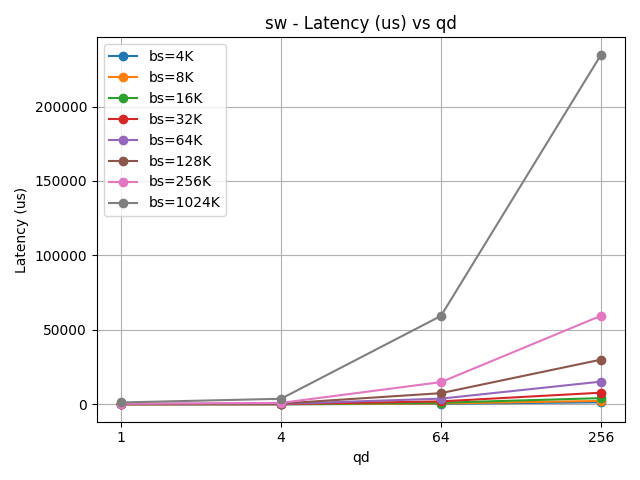 sw - Latency (us) vs qd
bs=4K
bs=8K
bs=16K
bs=32K
bs=64K
bs=128K
bs=256K
bs=1024K
Latency (us)
200000
150000
100000
50000
0
1 4 64 256
qd